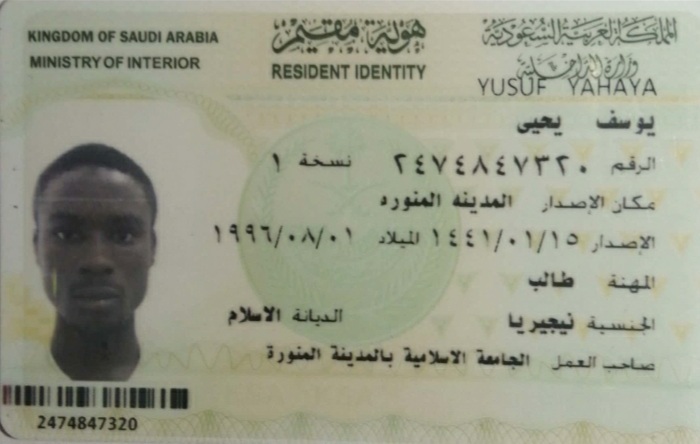 KINGDOM OF SAUDI ARABIA
MINISTRY OF INTERIOR
هوية مقيم
RESIDENT IDENTITY
المملكة العربية السعودية
وزارة الداخلية
YUSUF YAHAYA
يوسف يحيى
الرقم ٢٤٧٤٨٤٧٣٢٠ نسخة ١
مكان الإصدار المدينه المنوره
الإصدار ١٤٤١/٠١/١٥ الميلاد ١٩٩٦/٠٨/٠١
المهنة طالب
الجنسية نيجيريا الديانة الاسلام
صاحب العمل الجامعة الاسلامية بالمدينة المنورة
2474847320